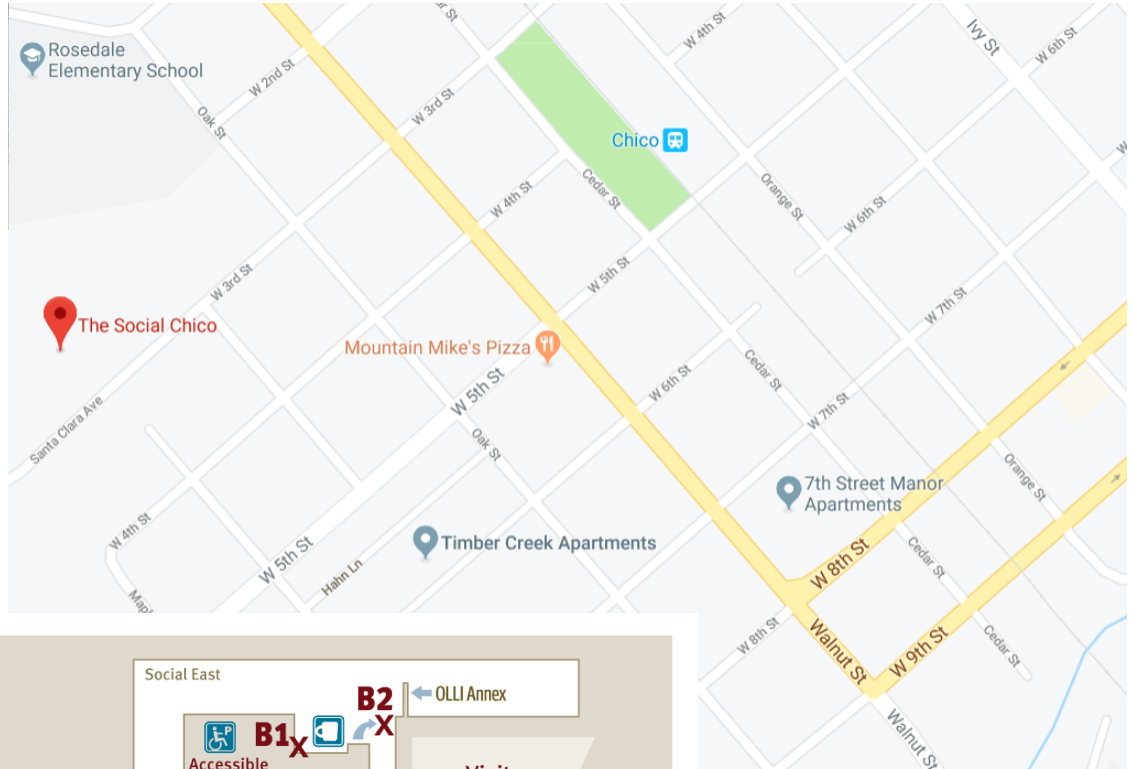 Rosedale
Elementary School
W 2nd St
Oak St
W 3rd St
W 4th St
Ivy St
W 6th St
Chico
Cedar St
Orange St
W 4th St
W 6th St
W 3rd St
W 5th St
W 7th St
The Social Chico
Mountain Mike's Pizza
W 5th St
W 6th St
Cedar St
W 7th St
Santa Clara Ave
Oak St
Orange St
7th Street Manor
Apartments
W 4th St
W 5th St
Hahn Ln
Timber Creek Apartments
W 8th St
Cedar St
W 8th St
Walnut St
W 9th St
Cedar St
Walnut St
Social East
B2
OLLI Annex
X
B1
X
P
Accessible